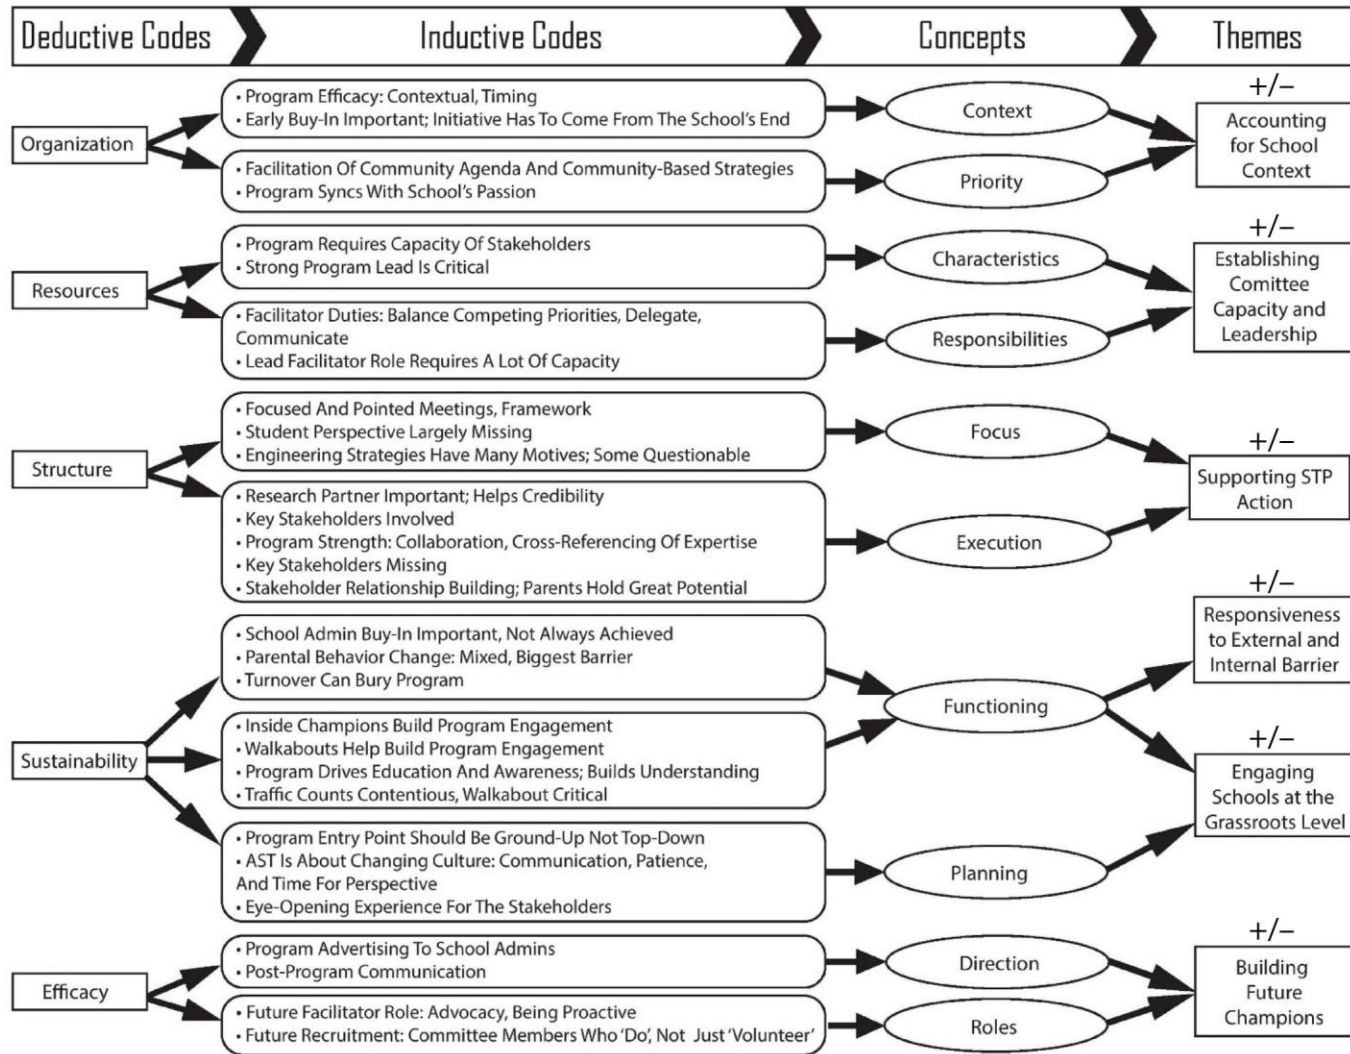 Deductive Codes
Inductive Codes
Concepts
Themes
Organization
• Program Efficacy: Contextual, Timing
• Early Buy-In Important; Initiative Has To Come From The School's End
• Facilitation Of Community Agenda And Community-Based Strategies
• Program Syncs With School's Passion
Context
Priority
+/–
Accounting
for School
Context
Resources
• Program Requires Capacity Of Stakeholders
• Strong Program Lead Is Critical
• Facilitator Duties: Balance Competing Priorities, Delegate,
Communicate
• Lead Facilitator Role Requires A Lot Of Capacity
Characteristics
Responsibilities
+/–
Establishing
Comittee
Capacity and
Leadership
Structure
• Focused And Pointed Meetings, Framework
• Student Perspective Largely Missing
• Engineering Strategies Have Many Motives; Some Questionable
• Research Partner Important; Helps Credibility
• Key Stakeholders Involved
• Program Strength: Collaboration, Cross-Referencing Of Expertise
• Key Stakeholders Missing
• Stakeholder Relationship Building; Parents Hold Great Potential
Focus
Execution
+/–
Supporting STP
Action
Sustainability
• School Admin Buy-In Important, Not Always Achieved
• Parental Behavior Change: Mixed, Biggest Barrier
• Turnover Can Bury Program
• Inside Champions Build Program Engagement
• Walkabouts Help Build Program Engagement
• Program Drives Education And Awareness; Builds Understanding
• Traffic Counts Contentious, Walkabout Critical
• Program Entry Point Should Be Ground-Up Not Top-Down
• AST Is About Changing Culture: Communication, Patience,
And Time For Perspective
• Eye-Opening Experience For The Stakeholders
Functioning
Planning
+/–
Responsiveness
to External and
Internal Barrier
+/–
Engaging
Schools at the
Grassroots Level
Efficacy
• Program Advertising To School Admins
• Post-Program Communication
• Future Facilitator Role: Advocacy, Being Proactive
• Future Recruitment: Committee Members Who 'Do', Not Just 'Volunteer'
Direction
Roles
+/–
Building
Future
Champions